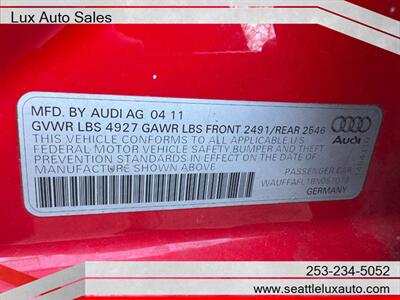 Lux Auto Sales
MFD. BY AUDI AG 04 11
GVWR LBS 4927 GAWR LBS FRONT 2491/REAR 2546
THIS VEHICLE CONFORMS TO ALL APPLICABLE U.S
FEDERAL MOTOR VEHICLE SAFETY,BUMPER AND THEFT
PREVENTION STANDARDS IN EFFECT ON THE DATE OF
MANUFACTURE SHOWN ABOVE
Audi
PASSENGER CAR
GERMANY
253-234-5052
www.seattleluxauto.com